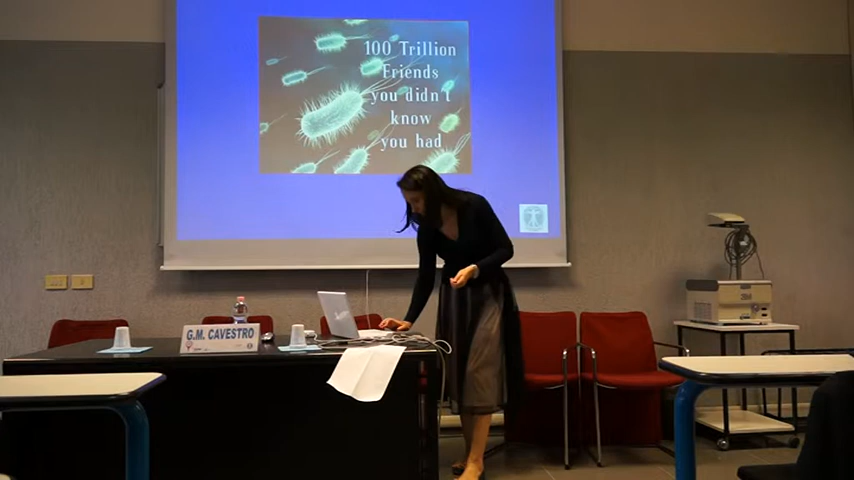 100 Trillion
Friends
you didn't
know
you had
G.M. CAVESTRO